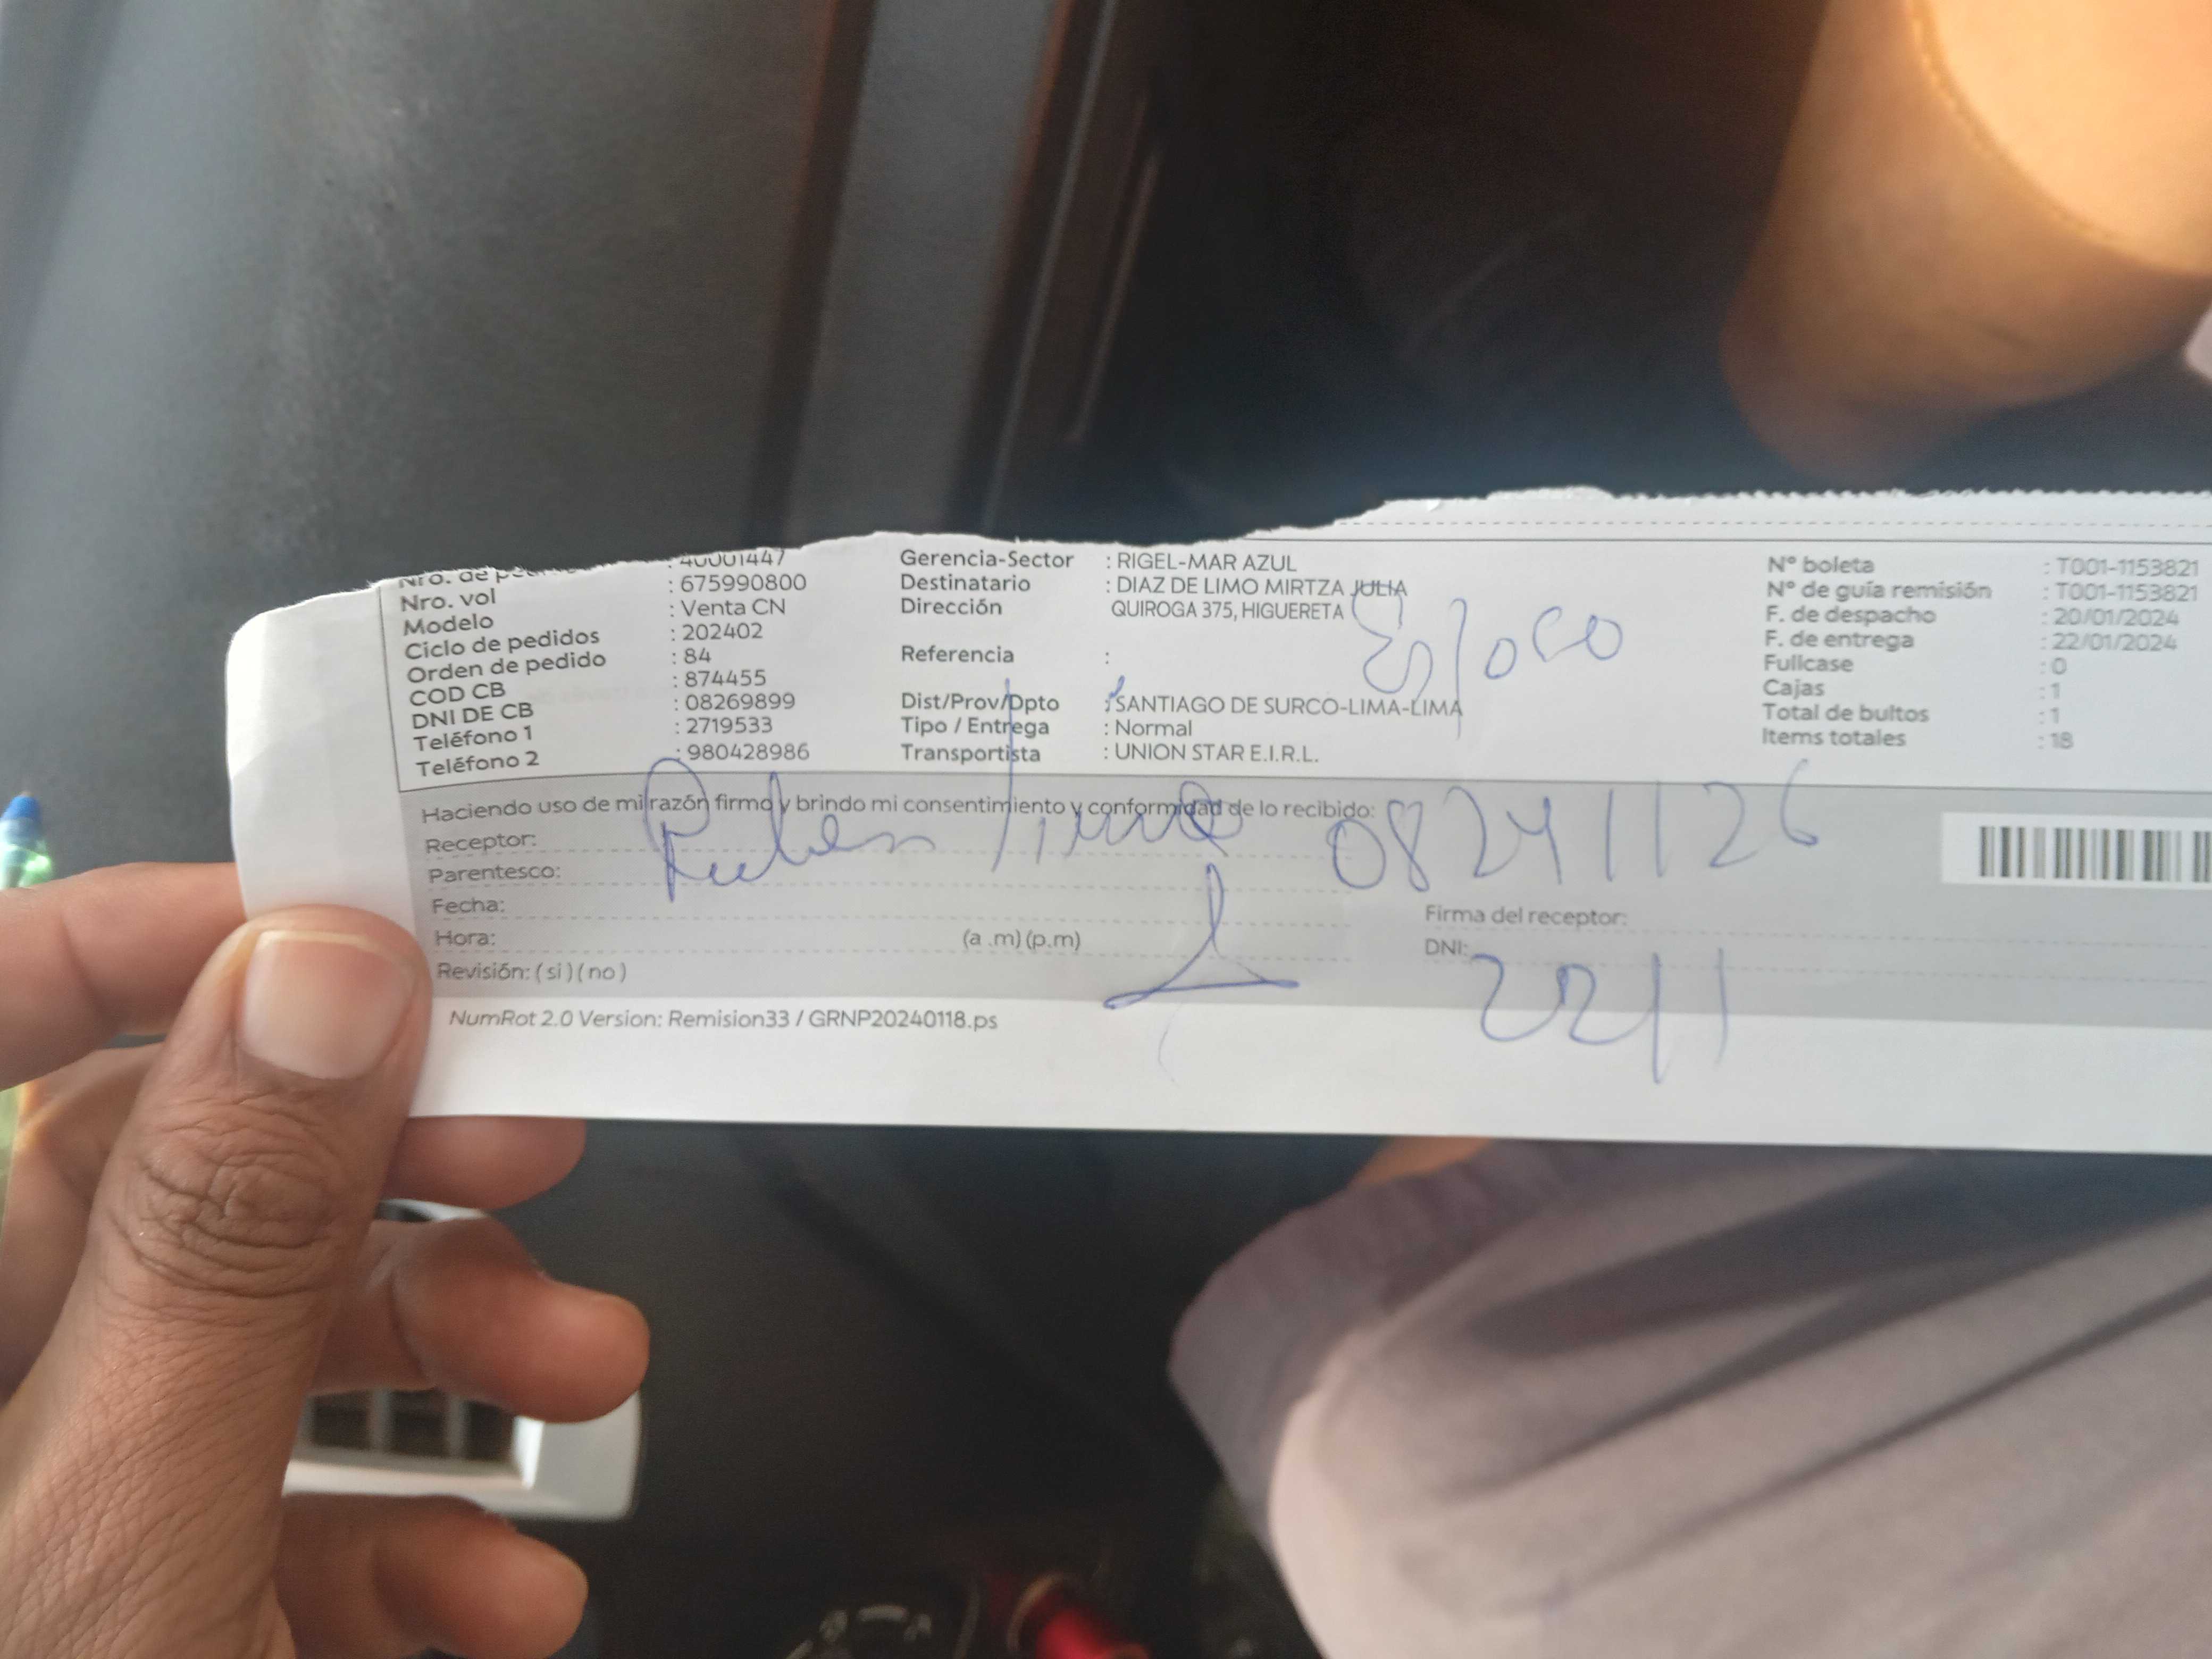 : 40001447
Nro. vol : 675990800
Modelo : Venta CN
Ciclo de pedidos : 202402
Orden de pedido : 84
COD CB : 874455
DNI DE CB : 08269899
Teléfono 1 : 2719533
Teléfono 2 : 980428986
Gerencia-Sector : RIGEL-MAR AZUL
Destinatario : DIAZ DE LIMO MIRTZA JULIA
Dirección QUIROGA 375, HIGUERETA
Referencia :
Dist/Prov/Dpto : SANTIAGO DE SURCO-LIMA-LIMA
Tipo / Entrega : Normal
Transportista : UNION STAR E.I.R.L.
Esposo
N° boleta : T001-1153821
N° de guía remisión : T001-1153821
F. de despacho : 20/01/2024
F. de entrega : 22/01/2024
Fullcase : 0
Cajas : 1
Total de bultos : 1
Items totales : 18
Haciendo uso de mi razón firmo y brindo mi consentimiento y conformidad de lo recibido:
Receptor: Ruben Limo 08241126
Parentesco:
Fecha:
Hora: (a .m) (p.m)
Revisión: ( si ) ( no )
Firma del receptor:
DNI:
22/1
NumRot 2.0 Version: Remision33 / GRNP20240118.ps